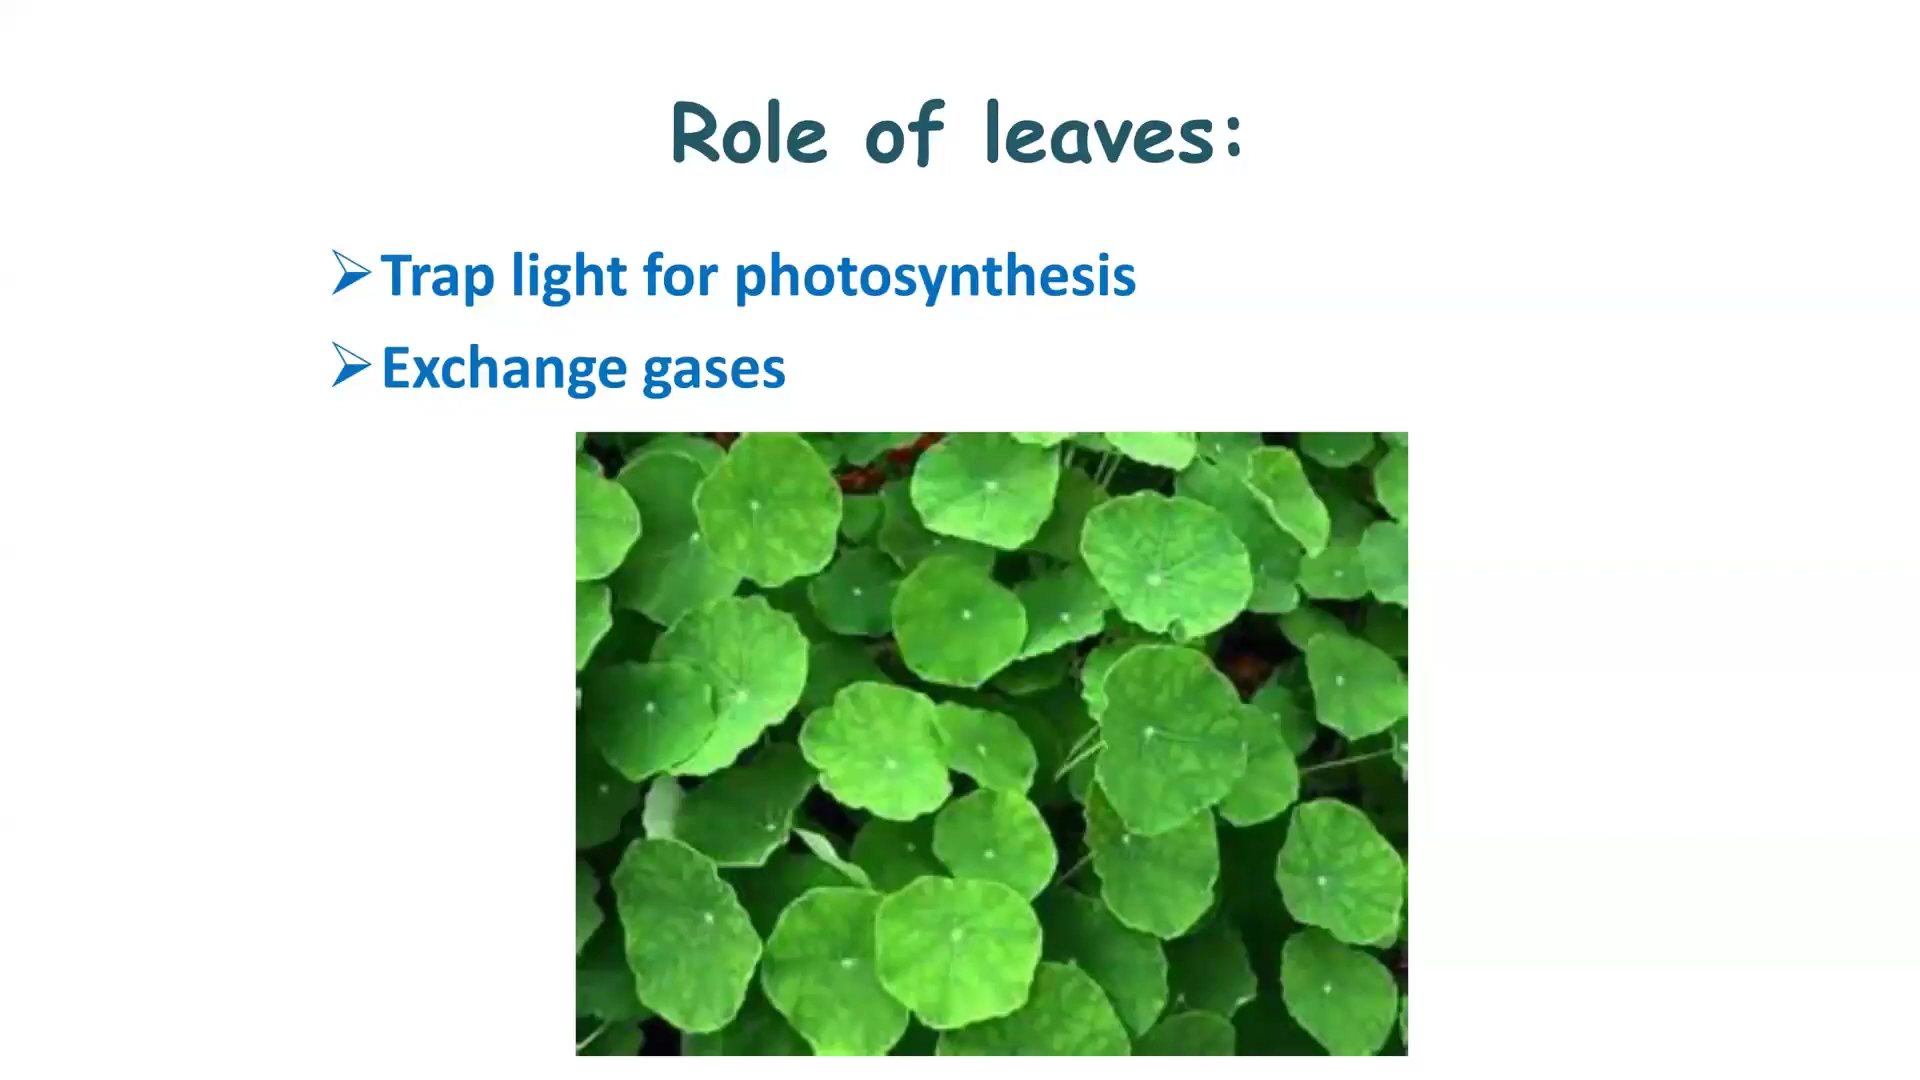 Role of leaves:
➢Trap light for photosynthesis
➢Exchange gases